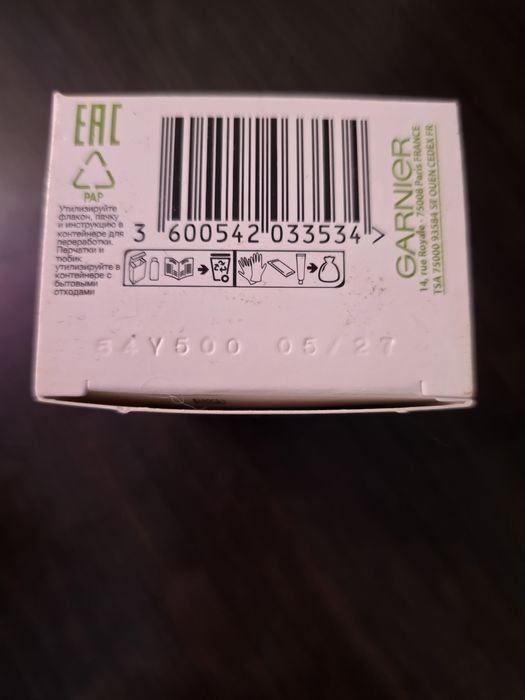 EAC
PAP
Утилизируйте
флакон, пачку
и инструкцию в
контейнере для
переработки.
Перчатки и
тюбик
утилизируйте в
контейнере с
бытовыми
отходами
3 600542 033534 >
GARNIER
14, rue Royale - 75008 Paris FRANCE
TSA 75000 93584 ST OUEN CEDEX FR
54Y500 05/27